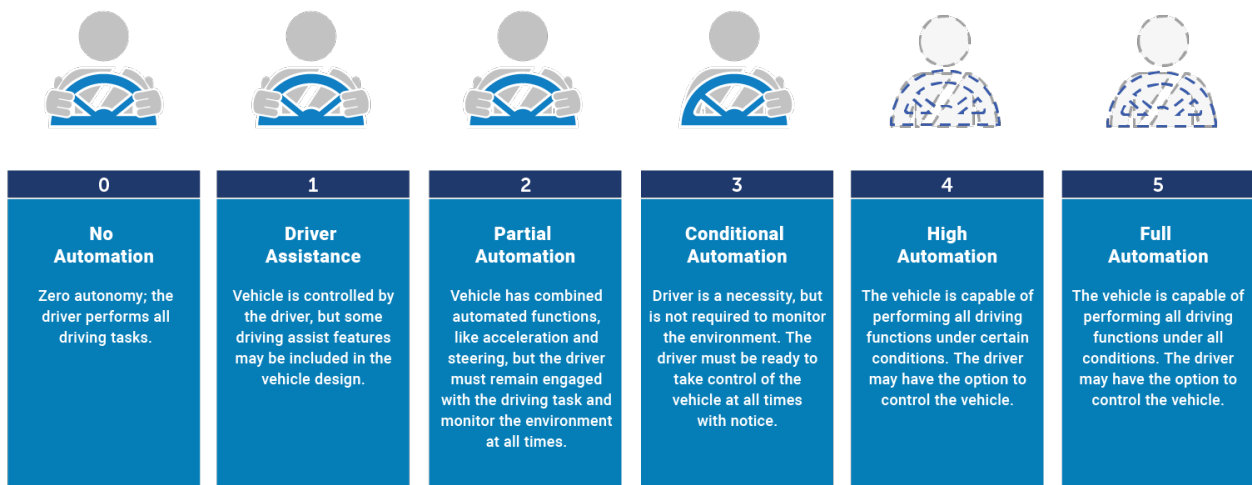 0
No
Automation
Zero autonomy; the
driver performs all
driving tasks.
1
Driver
Assistance
Vehicle is controlled by
the driver, but some
driving assist features
may be included in the
vehicle design.
2
Partial
Automation
Vehicle has combined
automated functions,
like acceleration and
steering, but the driver
must remain engaged
with the driving task and
monitor the environment
at all times.
3
Conditional
Automation
Driver is a necessity, but
is not required to monitor
the environment. The
driver must be ready to
take control of the
vehicle at all times
with notice.
4
High
Automation
The vehicle is capable of
performing all driving
functions under certain
conditions. The driver
may have the option to
control the vehicle.
5
Full
Automation
The vehicle is capable of
performing all driving
functions under all
conditions. The driver
may have the option to
control the vehicle.